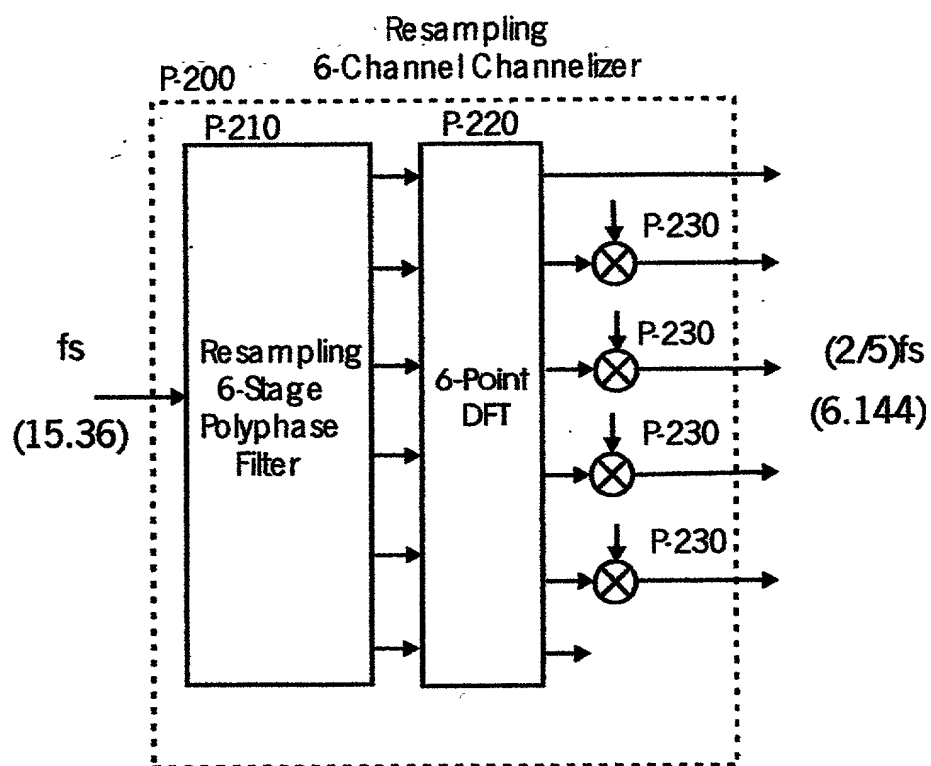 Resampling
6-Channel Channelizer
P-200
P-210
P-220
P-230
fs
(15.36)
Resampling
6-Stage
Polyphase
Filter
6-Point
DFT
P-230
(2/5)fs
(6.144)
P-230
P-230